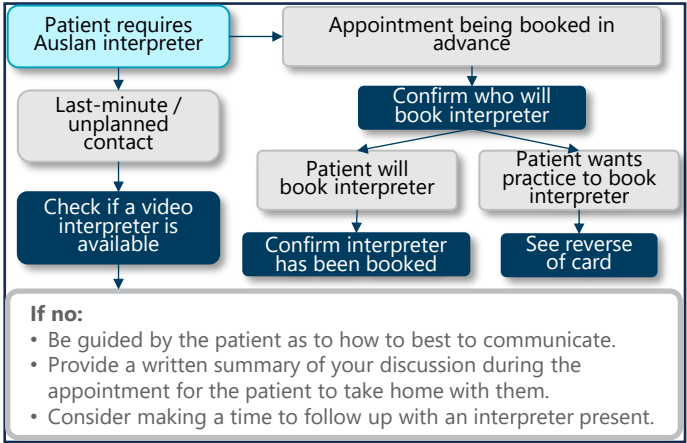 Patient requires
Auslan interpreter
Appointment being booked in
advance
Last-minute /
unplanned
contact
Confirm who will
book interpreter
Patient will
book interpreter
Patient wants
practice to book
interpreter
Check if a video
interpreter is
available
Confirm interpreter
has been booked
See reverse
of card
If no:
• Be guided by the patient as to how to best to communicate.
• Provide a written summary of your discussion during the
appointment for the patient to take home with them.
• Consider making a time to follow up with an interpreter present.